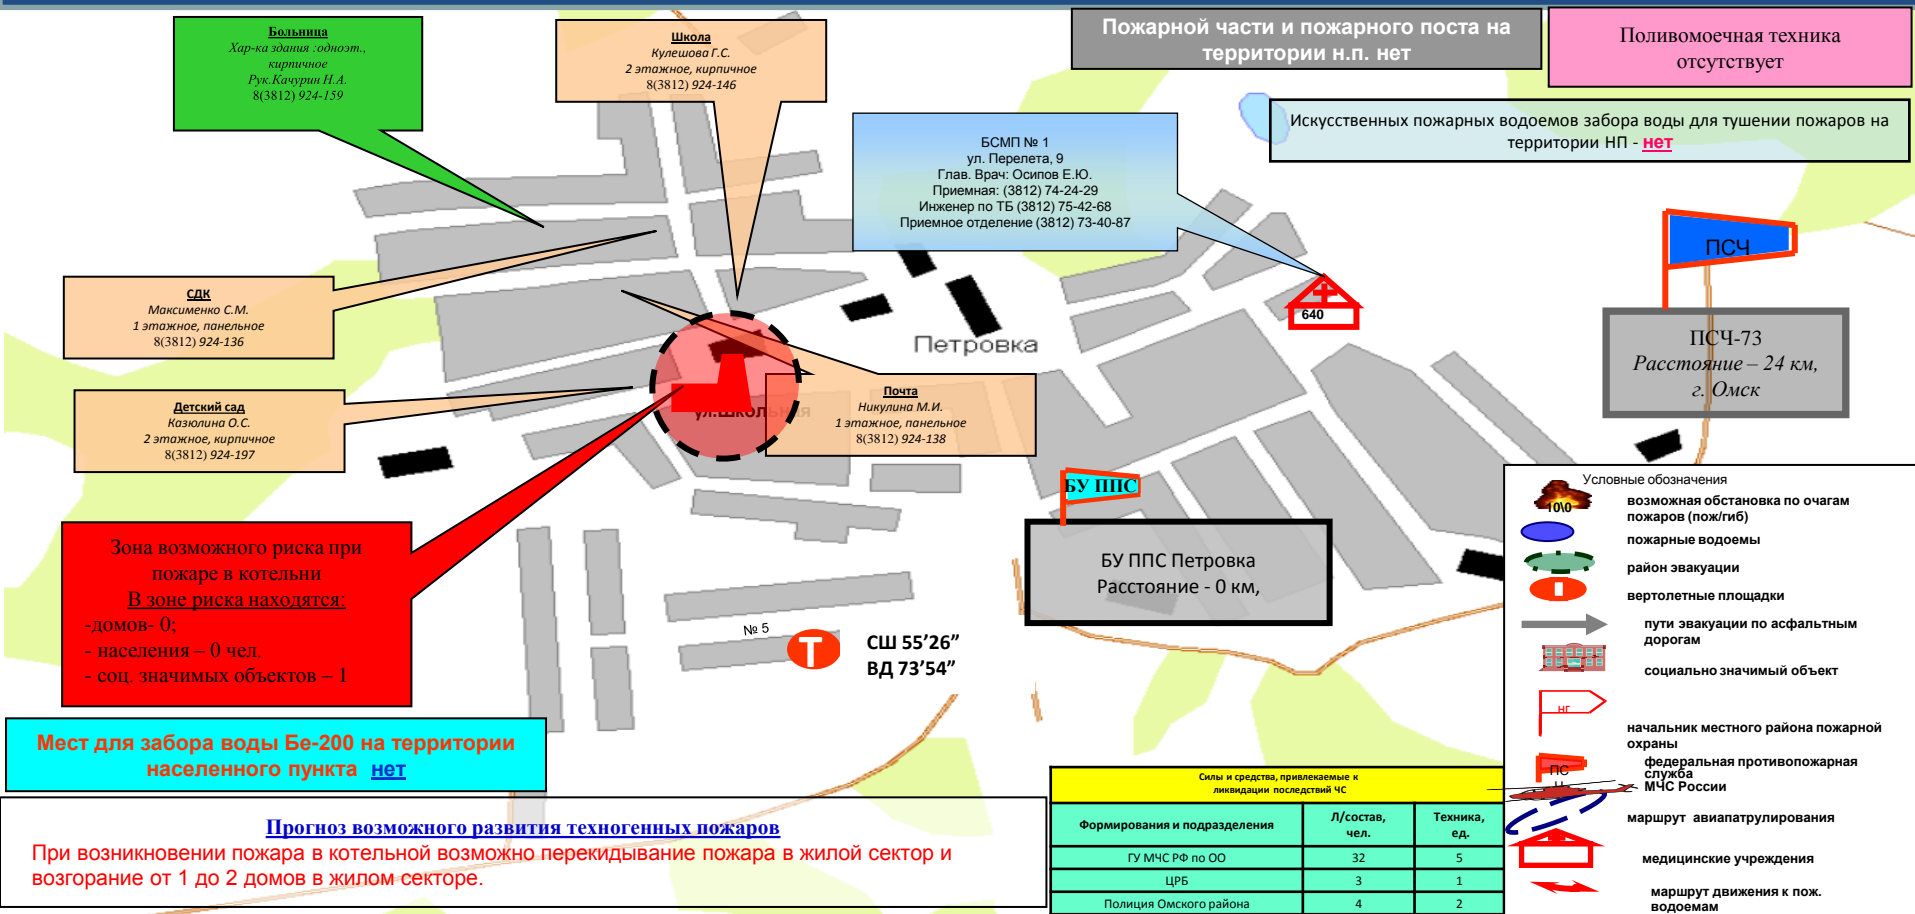 Больница
Хар-ка здания :одноэт.,
кирпичное
Рук.Качурин Н.А.
8(3812) 924-159
Школа
Кулешова Г.С.
2 этажное, кирпичное
8(3812) 924-146
Пожарной части и пожарного поста на
территории н.п. нет
Поливомоечная техника
отсутствует
Искусственных пожарных водоемов забора воды для тушении пожаров на
территории НП - нет
БСМП № 1
ул. Перелета, 9
Глав. Врач: Осипов Е.Ю.
Приемная: (3812) 74-24-29
Инженер по ТБ (3812) 75-42-68
Приемное отделение (3812) 73-40-87
ПСЧ
ПСЧ-73
Расстояние – 24 км,
г. Омск
СДК
Максименко С.М.
1 этажное, панельное
8(3812) 924-136
640
Петровка
Детский сад
Казюлина О.С.
2 этажное, кирпичное
8(3812) 924-197
Почта
Никулина М.И.
1 этажное, панельное
8(3812) 924-138
ул.Школьная
БУ ППС
БУ ППС Петровка
Расстояние - 0 км,
Зона возможного риска при
пожаре в котельни
В зоне риска находятся:
-домов- 0;
- населения – 0 чел.
- соц. значимых объектов – 1
№ 5
Т
СШ 55’26”
ВД 73’54”
Мест для забора воды Бе-200 на территории
населенного пункта нет
Прогноз возможного развития техногенных пожаров
При возникновении пожара в котельной возможно перекидывание пожара в жилой сектор и
возгорание от 1 до 2 домов в жилом секторе.
Силы и средства, привлекаемые к
ликвидации последствий ЧС
Формирования и подразделения
Л/состав,
чел.
Техника,
ед.
ГУ МЧС РФ по ОО 32 5
ЦРБ 3 1
Полиция Омского района 4 2
Условные обозначения
10\0
возможная обстановка по очагам
пожаров (пож/гиб)
пожарные водоемы
район эвакуации
вертолетные площадки
пути эвакуации по асфальтным
дорогам
социально значимый объект
НГ
начальник местного района пожарной
охраны
ПС
Ч
федеральная противопожарная
служба
МЧС России
маршрут авиапатрулирования
медицинские учреждения
маршрут движения к пож.
водоемам